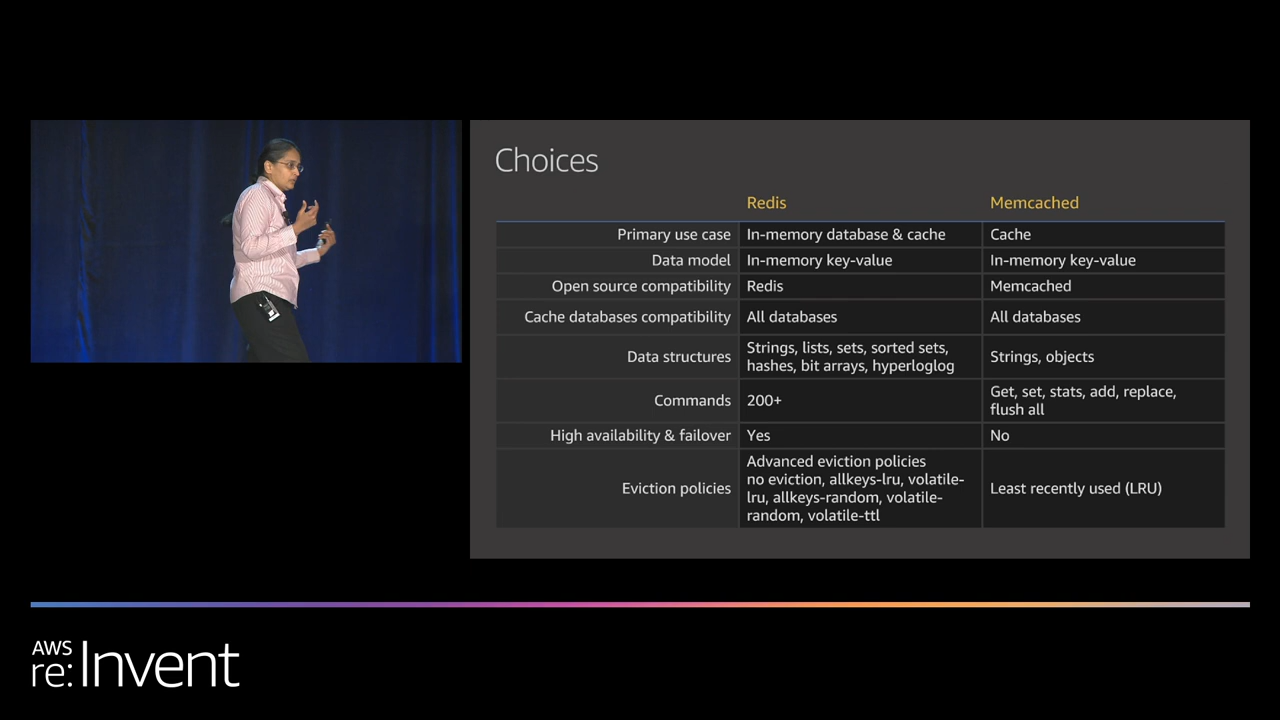 Choices
Redis Memcached
Primary use case In-memory database & cache Cache
Data model In-memory key-value In-memory key-value
Open source compatibility Redis Memcached
Cache databases compatibility All databases All databases
Data structures Strings, lists, sets, sorted sets, hashes, bit arrays, hyperloglog Strings, objects
Commands 200+ Get, set, stats, add, replace, flush all
High availability & failover Yes No
Eviction policies Advanced eviction policies no eviction, allkeys-lru, volatile-lru, allkeys-random, volatile-random, volatile-ttl Least recently used (LRU)
AWS
re:Invent